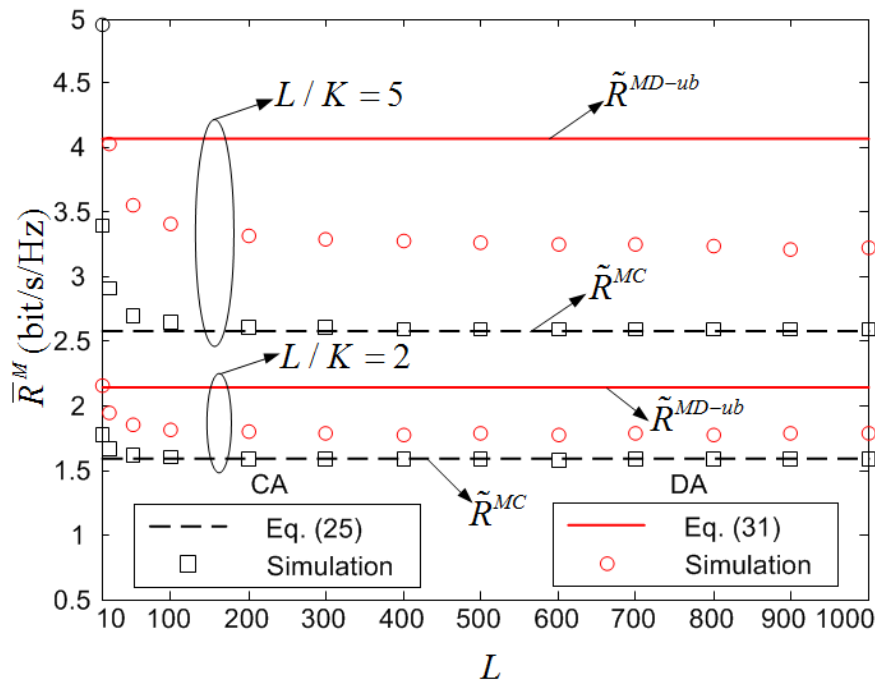 5
4.5
4
3.5
3
2.5
2
1.5
1
0.5
R̅^M (bit/s/Hz)
L / K = 5
R̃^{MD-ub}
R̃^{MC}
L / K = 2
R̃^{MD-ub}
R̃^{MC}
CA
Eq. (25)
Simulation
DA
Eq. (31)
Simulation
10 100 200 300 400 500 600 700 800 900 1000
L